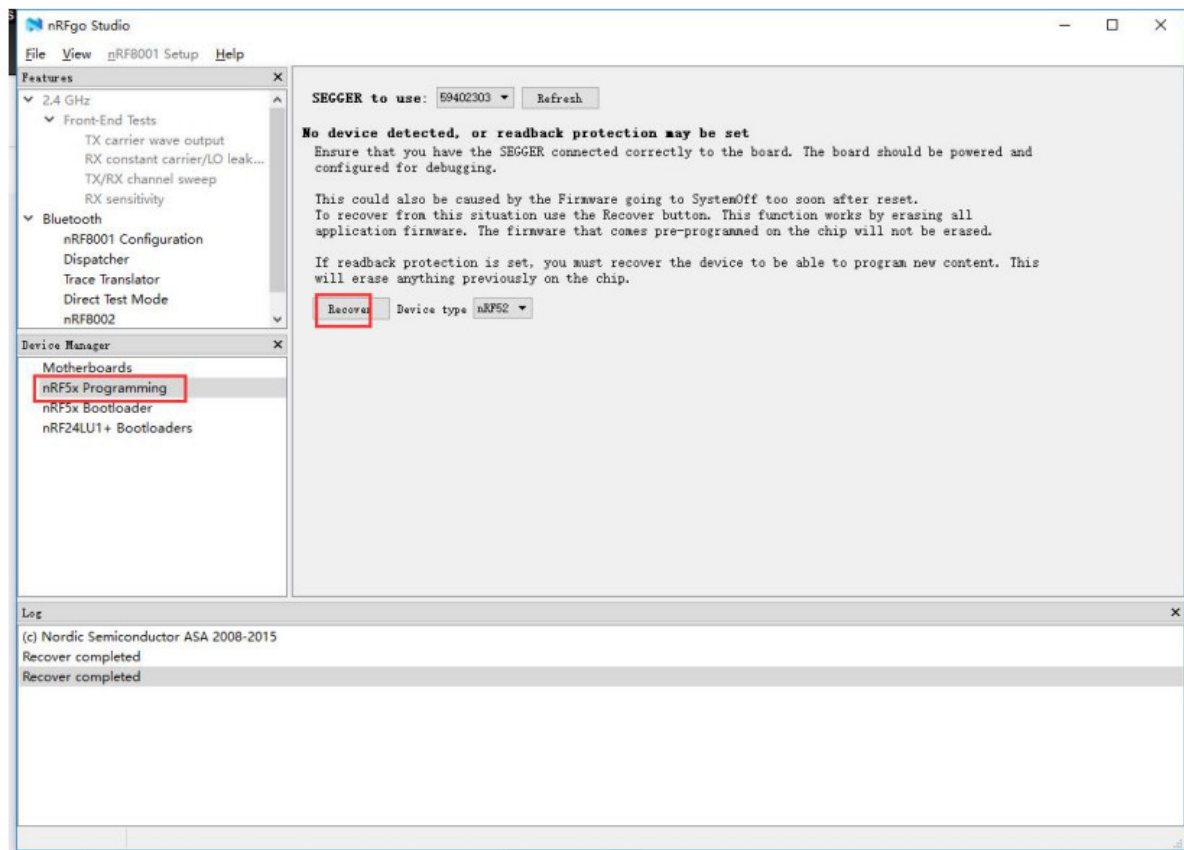 nRFgo Studio
File View nRF8001 Setup Help
Features
2.4 GHz
Front-End Tests
TX carrier wave output
RX constant carrier/LO leak...
TX/RX channel sweep
RX sensitivity
Bluetooth
nRF8001 Configuration
Dispatcher
Trace Translator
Direct Test Mode
nRF8002
Device Manager
Motherboards
nRF5x Programming
nRF5x Bootloader
nRF24LU1+ Bootloaders
SEGGER to use: 59402303 Refresh
No device detected, or readback protection may be set
Ensure that you have the SEGGER connected correctly to the board. The board should be powered and
configured for debugging.
This could also be caused by the Firmware going to SystemOff too soon after reset.
To recover from this situation use the Recover button. This function works by erasing all
application firmware. The firmware that comes pre-programmed on the chip will not be erased.
If readback protection is set, you must recover the device to be able to program new content. This
will erase anything previously on the chip.
Recover Device type nRF52
Log
(c) Nordic Semiconductor ASA 2008-2015
Recover completed
Recover completed